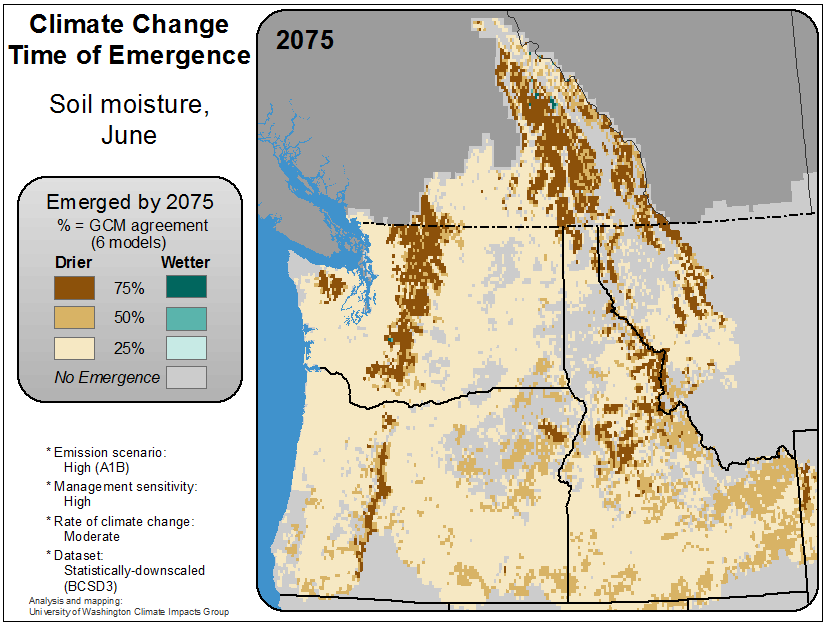 Climate Change
Time of Emergence
Soil moisture,
June
2075
Emerged by 2075
% = GCM agreement
(6 models)
Drier Wetter
75%
50%
25%
No Emergence
* Emission scenario:
High (A1B)
* Management sensitivity:
High
* Rate of climate change:
Moderate
* Dataset:
Statistically-downscaled
(BCSD3)
Analysis and mapping:
University of Washington Climate Impacts Group